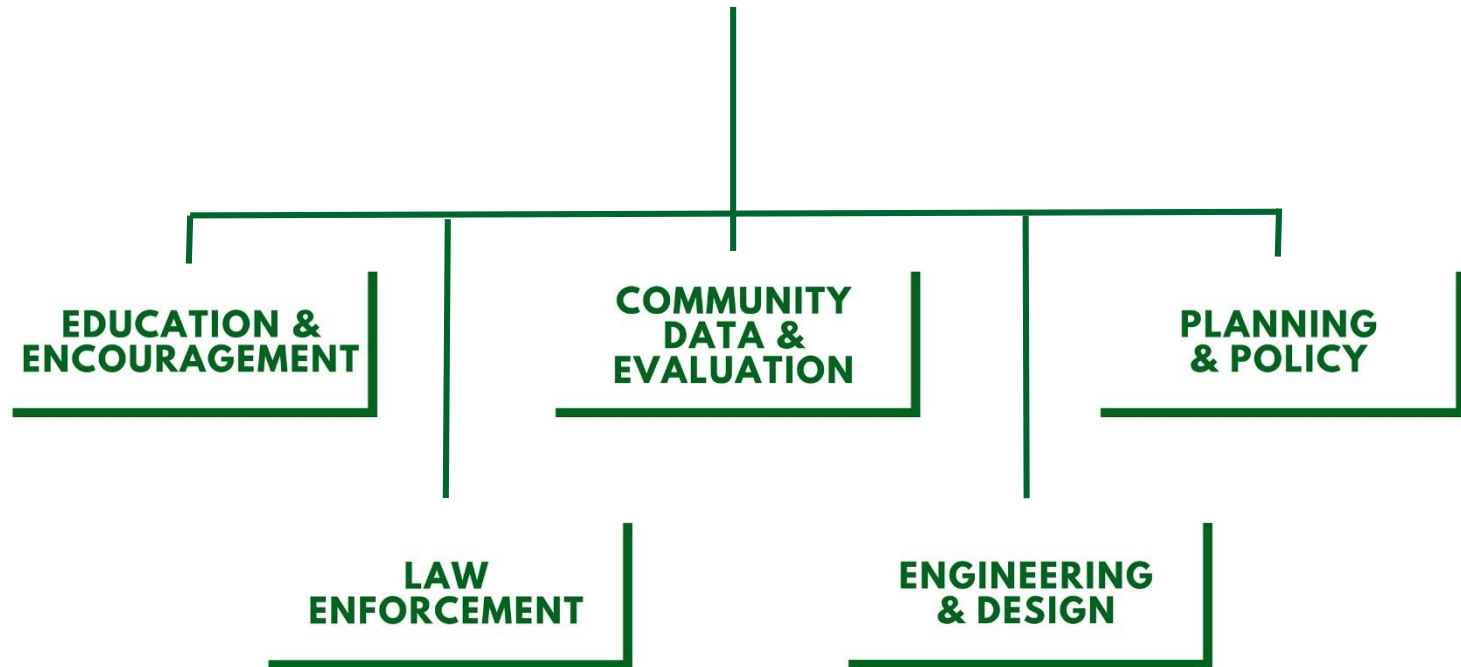 EDUCATION &
ENCOURAGEMENT
COMMUNITY
DATA &
EVALUATION
PLANNING
& POLICY
LAW
ENFORCEMENT
ENGINEERING
& DESIGN